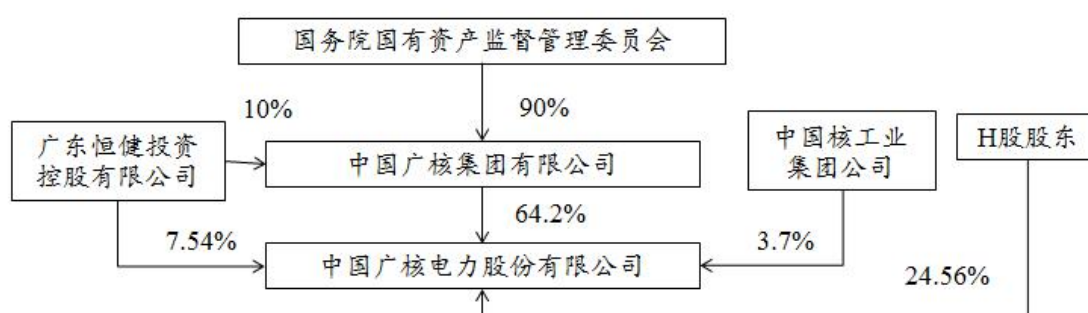 国务院国有资产监督管理委员会
10%
90%
广东恒健投资
控股有限公司
中国广核集团有限公司
中国核工业
集团公司
H股股东
64.2%
7.54%
3.7%
中国广核电力股份有限公司
24.56%